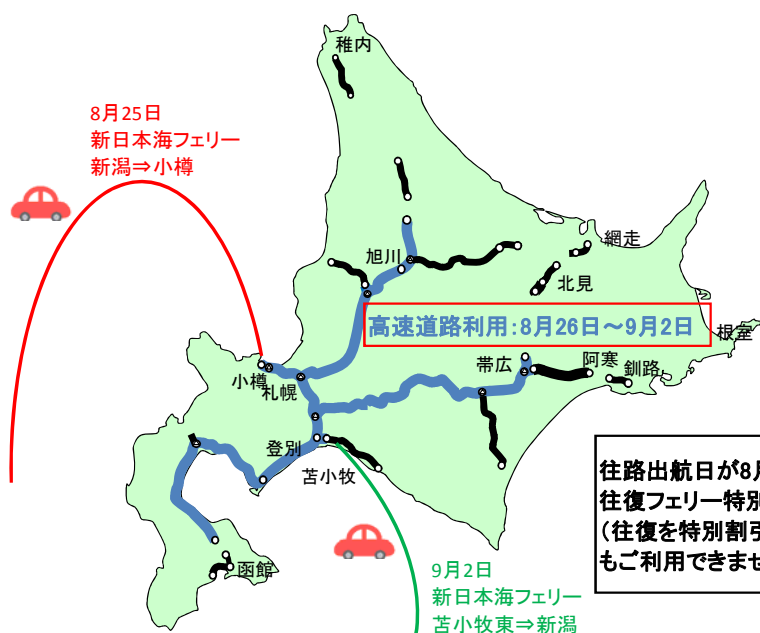 稚内
8月25日
新日本海フェリー
新潟⇒小樽
旭川
網走
北見
高速道路利用：8月26日～9月2日
根室
小樽
札幌
帯広
阿寒
釧路
登別
苫小牧
往路出航日が8月
往復フェリー特別
（往復を特別割引
もご利用できませ
函館
9月2日
新日本海フェリー
苫小牧東⇒新潟